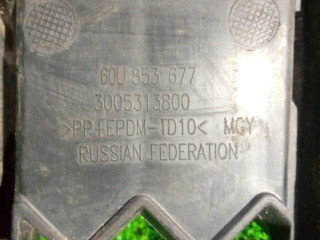 60U 853 677
3005313800
>PP+EPDM-TD10< MGY
RUSSIAN FEDERATION